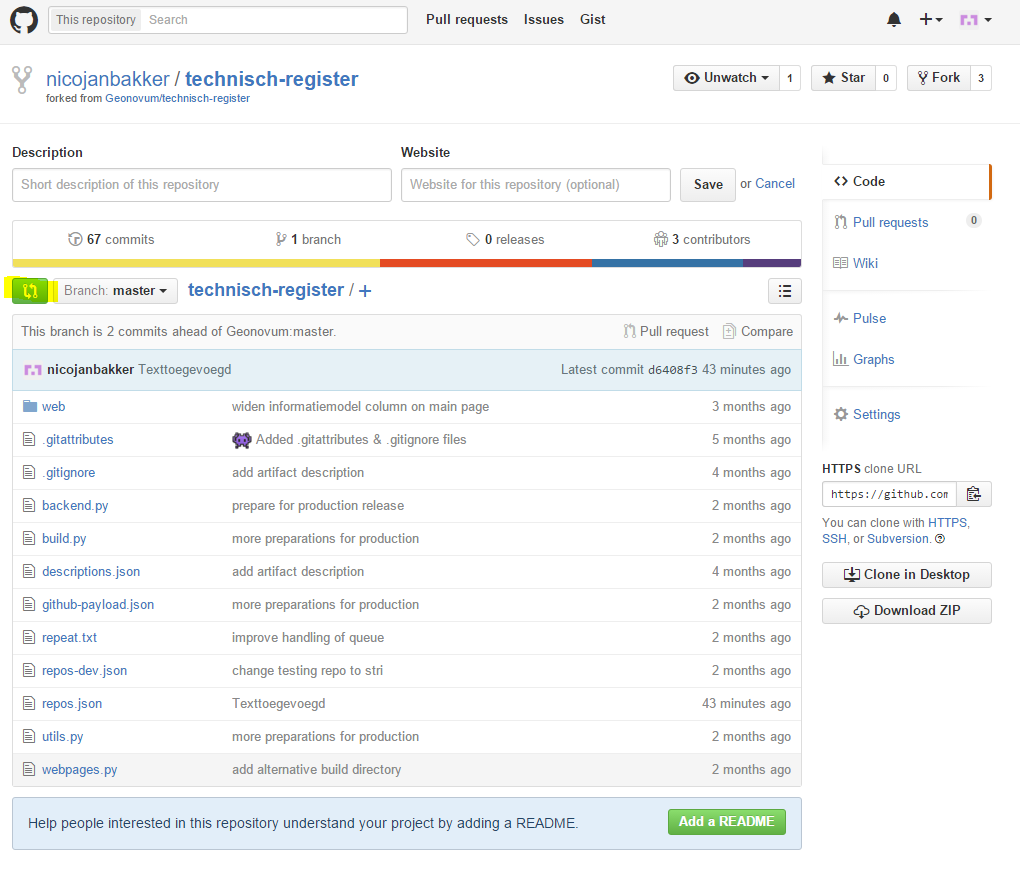 This repository Search Pull requests Issues Gist
nicojanbakker / technisch-register Unwatch 1 Star 0 Fork 3
forked from Geonovum/technisch-register
Description Website
Short description of this repository Website for this repository (optional) Save or Cancel
67 commits 1 branch 0 releases 3 contributors
Branch: master technisch-register / +
This branch is 2 commits ahead of Geonovum:master. Pull request Compare
nicojanbakker Texttoegevoegd Latest commit d6408f3 43 minutes ago
web widen informatiemodel column on main page 3 months ago
.gitattributes Added .gitattributes & .gitignore files 5 months ago
.gitignore add artifact description 4 months ago
backend.py prepare for production release 2 months ago
build.py more preparations for production 2 months ago
descriptions.json add artifact description 4 months ago
github-payload.json more preparations for production 2 months ago
repeat.txt improve handling of queue 2 months ago
repos-dev.json change testing repo to stri 2 months ago
repos.json Texttoegevoegd 43 minutes ago
utils.py more preparations for production 2 months ago
webpages.py add alternative build directory 2 months ago
Help people interested in this repository understand your project by adding a README. Add a README
Code
Pull requests 0
Wiki
Pulse
Graphs
Settings
HTTPS clone URL
https://github.com
You can clone with HTTPS,
SSH, or Subversion.
Clone in Desktop
Download ZIP